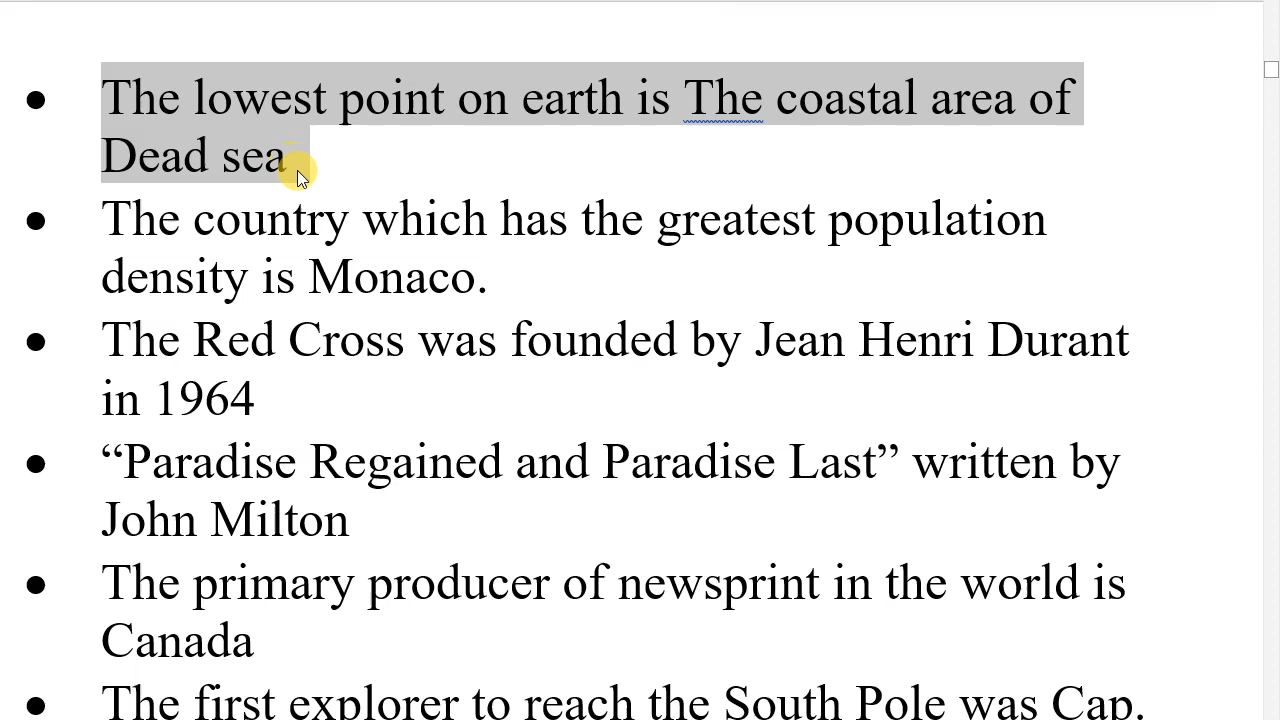 • The lowest point on earth is The coastal area of
Dead sea
• The country which has the greatest population
density is Monaco.
• The Red Cross was founded by Jean Henri Durant
in 1964
• “Paradise Regained and Paradise Last” written by
John Milton
• The primary producer of newsprint in the world is
Canada
• The first explorer to reach the South Pole was Cap.